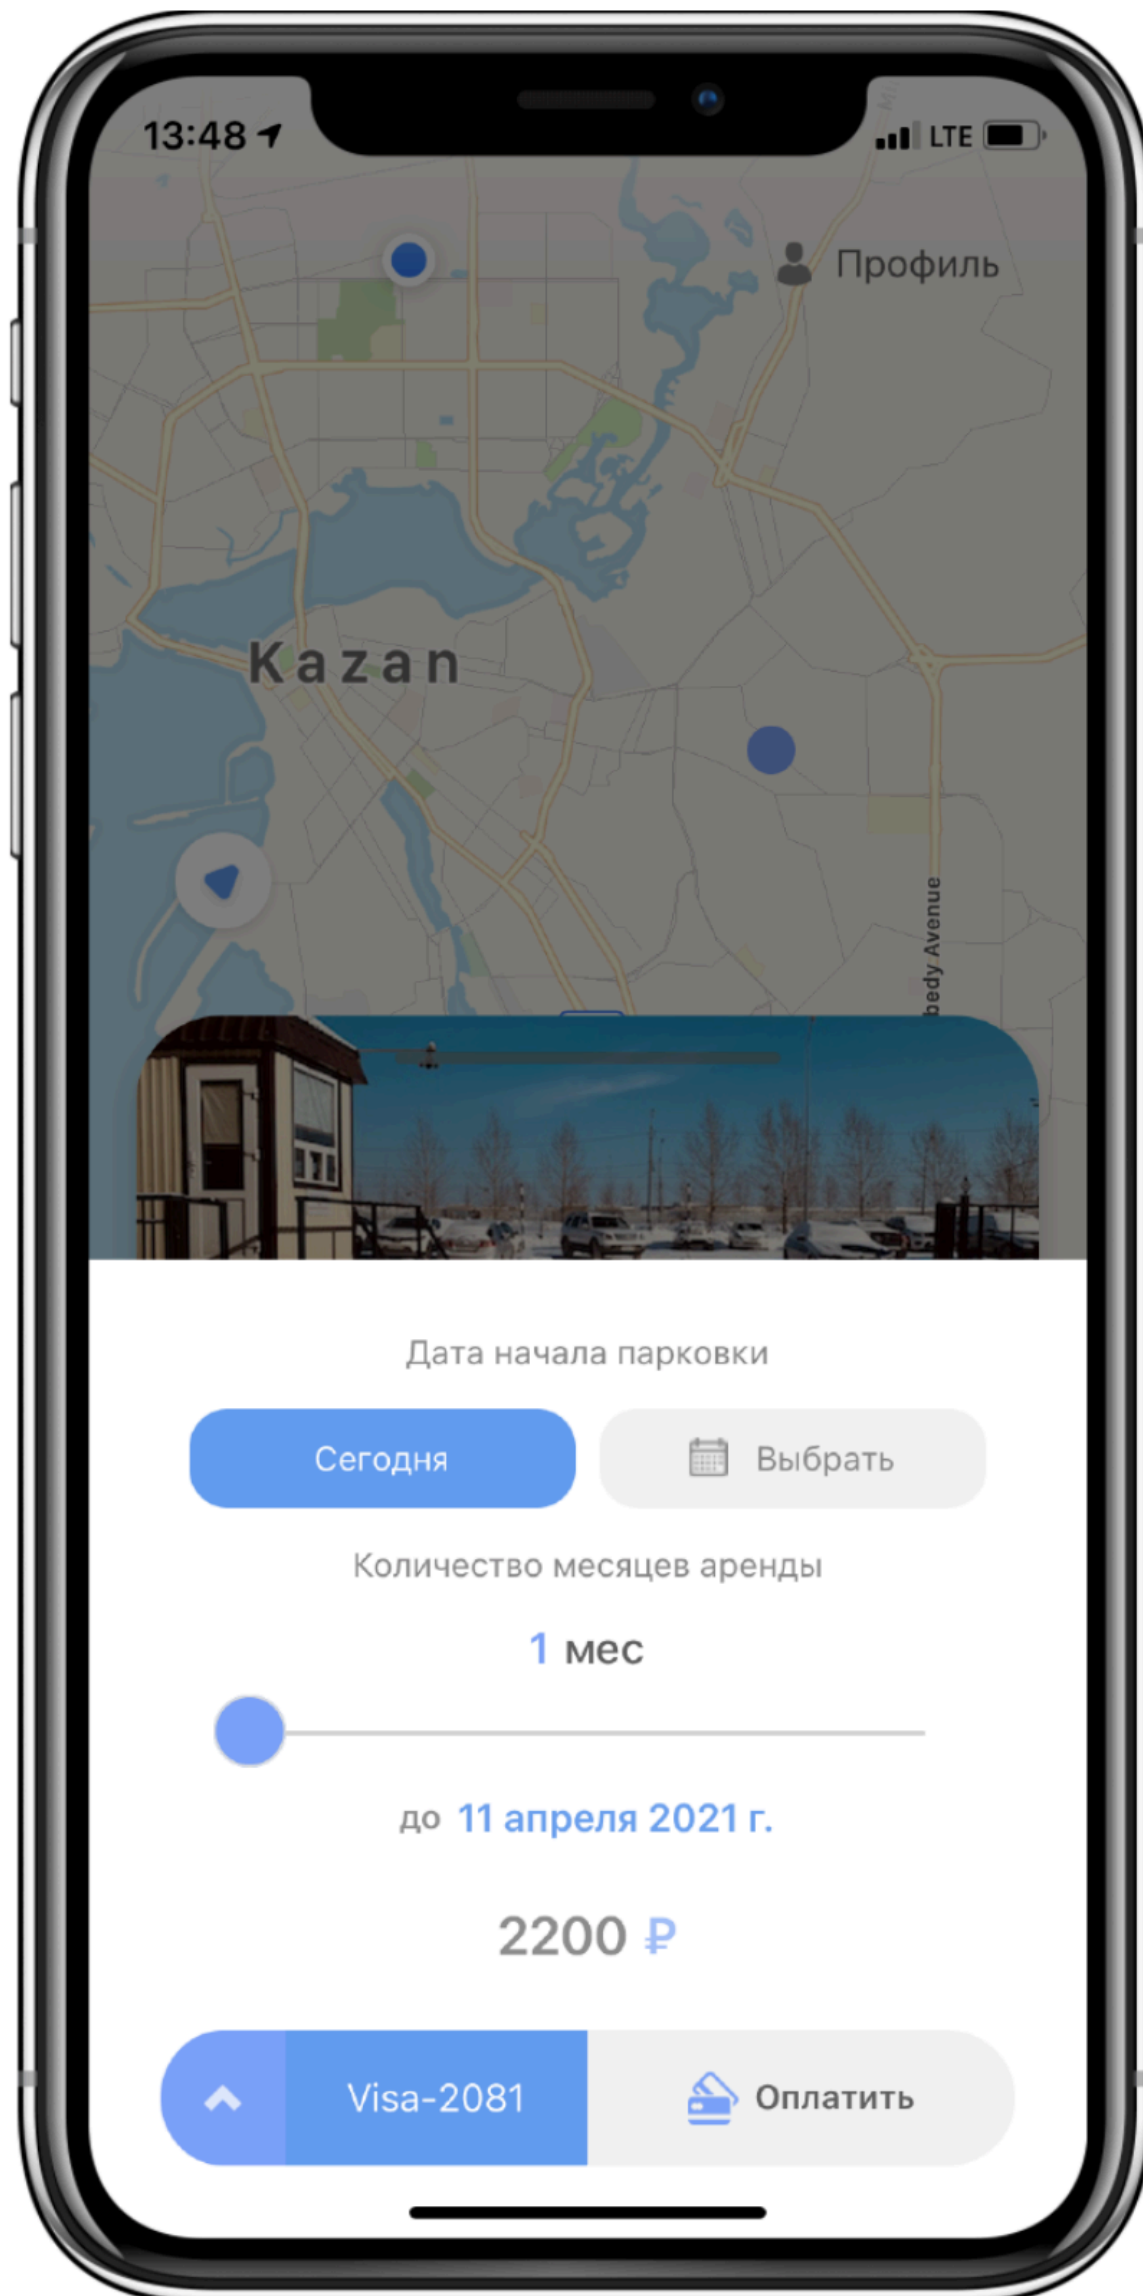 13:48
LTE
Профиль
Kazan
bedy Avenue
Дата начала парковки
Сегодня
Выбрать
Количество месяцев аренды
1 мес
до 11 апреля 2021 г.
2200 ₽
Visa-2081
Оплатить